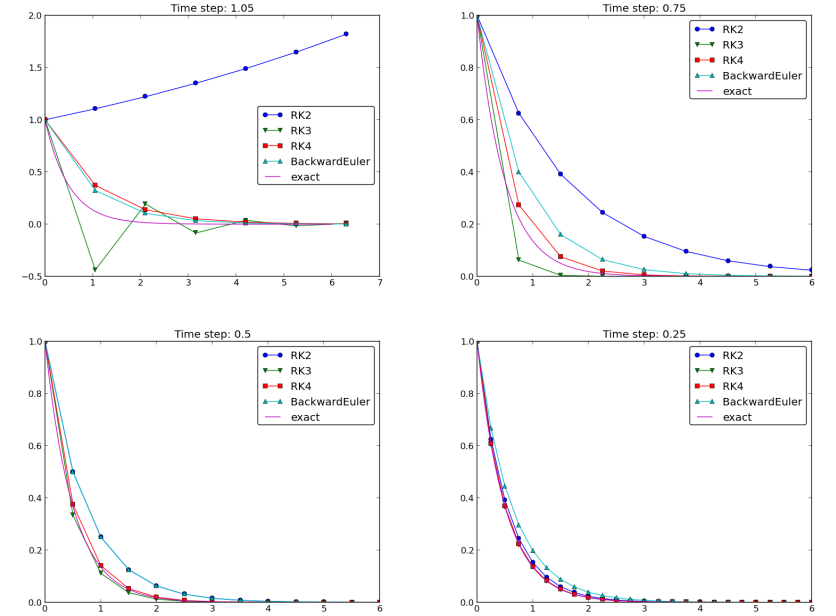 Time step: 1.05
2.0
1.5
1.0
0.5
0.0
−0.5
0 1 2 3 4 5 6 7
RK2
RK3
RK4
BackwardEuler
exact
Time step: 0.75
1.0
0.8
0.6
0.4
0.2
0.0
0 1 2 3 4 5 6
RK2
RK3
RK4
BackwardEuler
exact
Time step: 0.5
1.0
0.8
0.6
0.4
0.2
0.0
0 1 2 3 4 5 6
RK2
RK3
RK4
BackwardEuler
exact
Time step: 0.25
1.0
0.8
0.6
0.4
0.2
0.0
0 1 2 3 4 5 6
RK2
RK3
RK4
BackwardEuler
exact